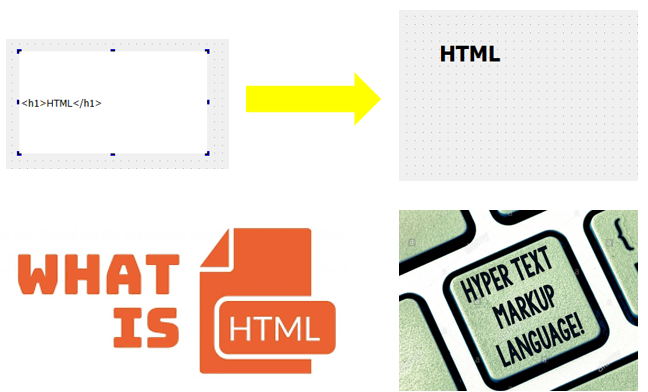 <h1>HTML</h1>
HTML
WHAT
IS
HTML
HYPER TEXT
MARKUP
LANGUAGE!
{